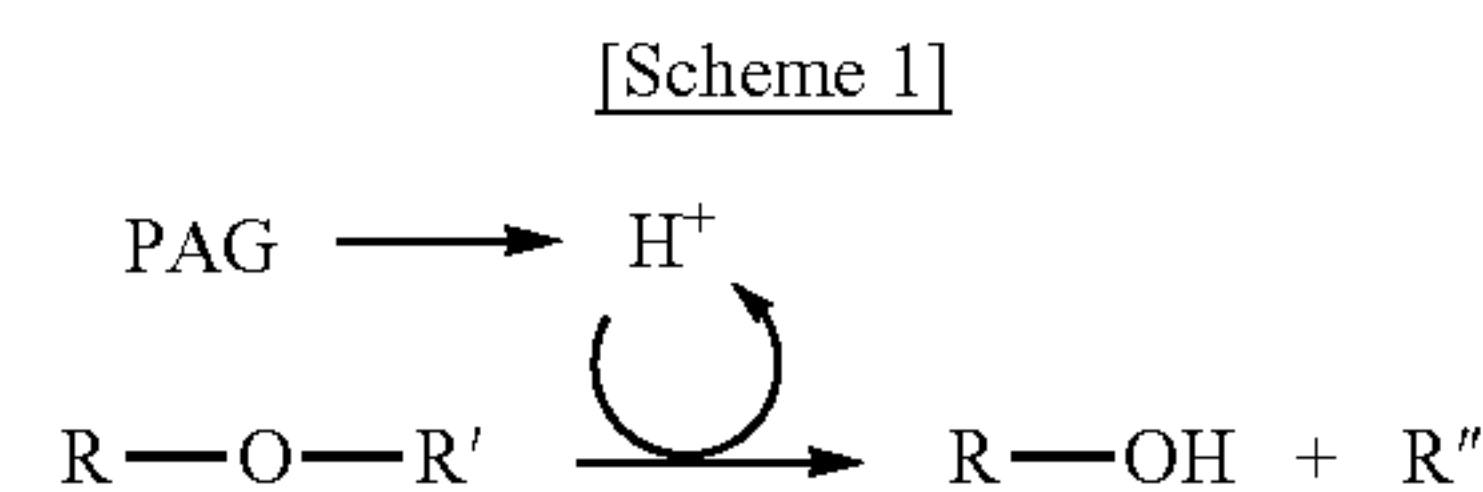 [Scheme 1]
PAG ⟶ H⁺
R—O—R′ ⟶ R—OH + R″